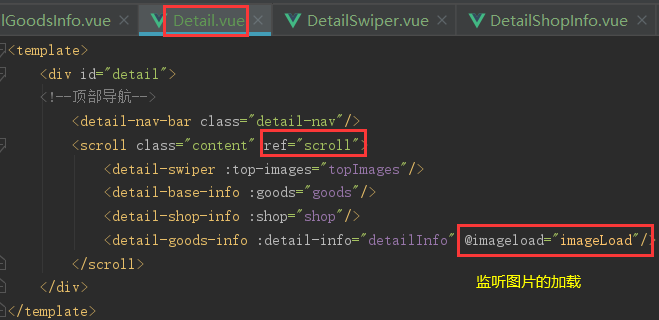 lGoodsInfo.vue × Detail.vue × DetailSwiper.vue × DetailShopInfo.vue
<template>
<div id="detail">
<!--顶部导航-->
<detail-nav-bar class="detail-nav"/>
<scroll class="content" ref="scroll">
<detail-swiper :top-images="topImages"/>
<detail-base-info :goods="goods"/>
<detail-shop-info :shop="shop"/>
<detail-goods-info :detail-info="detailInfo" @imageload="imageLoad"/>
</scroll>
监听图片的加载
</div>
</template>